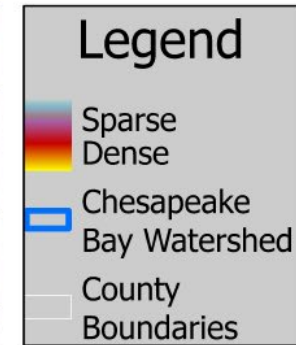 Legend
Sparse
Dense
Chesapeake
Bay Watershed
County
Boundaries